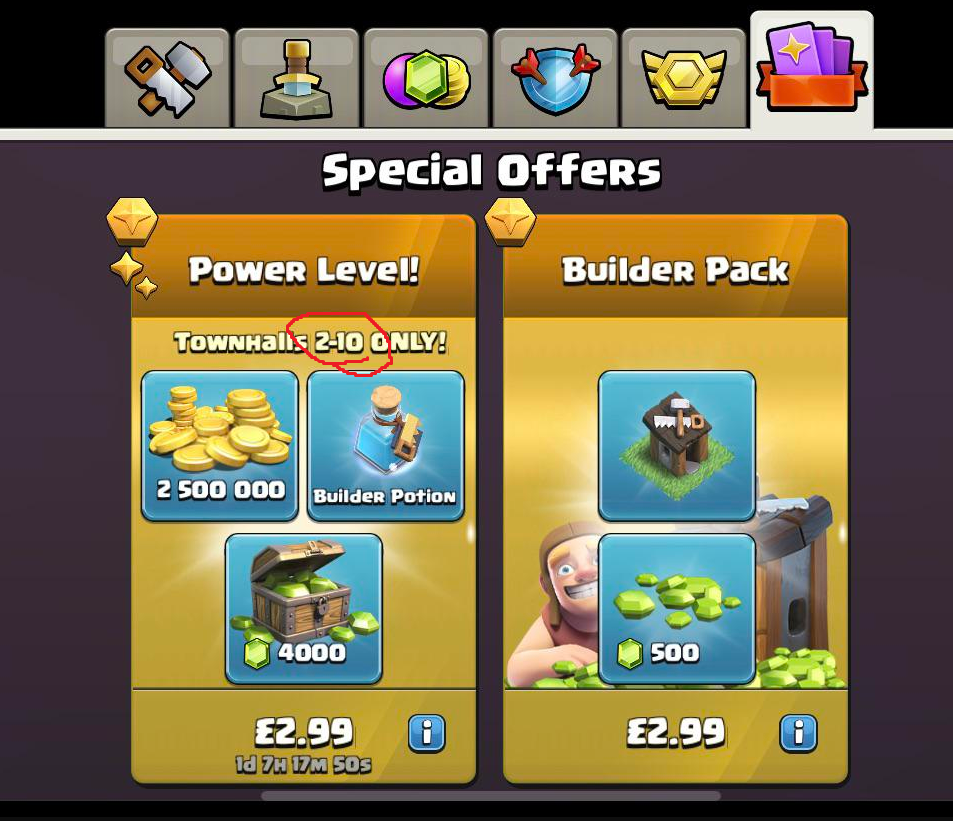 Special Offers
Power Level!
Townhalls 2-10 ONLY!
2 500 000
Builder Potion
4000
£2.99
1d 7H 17M 50s
Builder Pack
500
£2.99